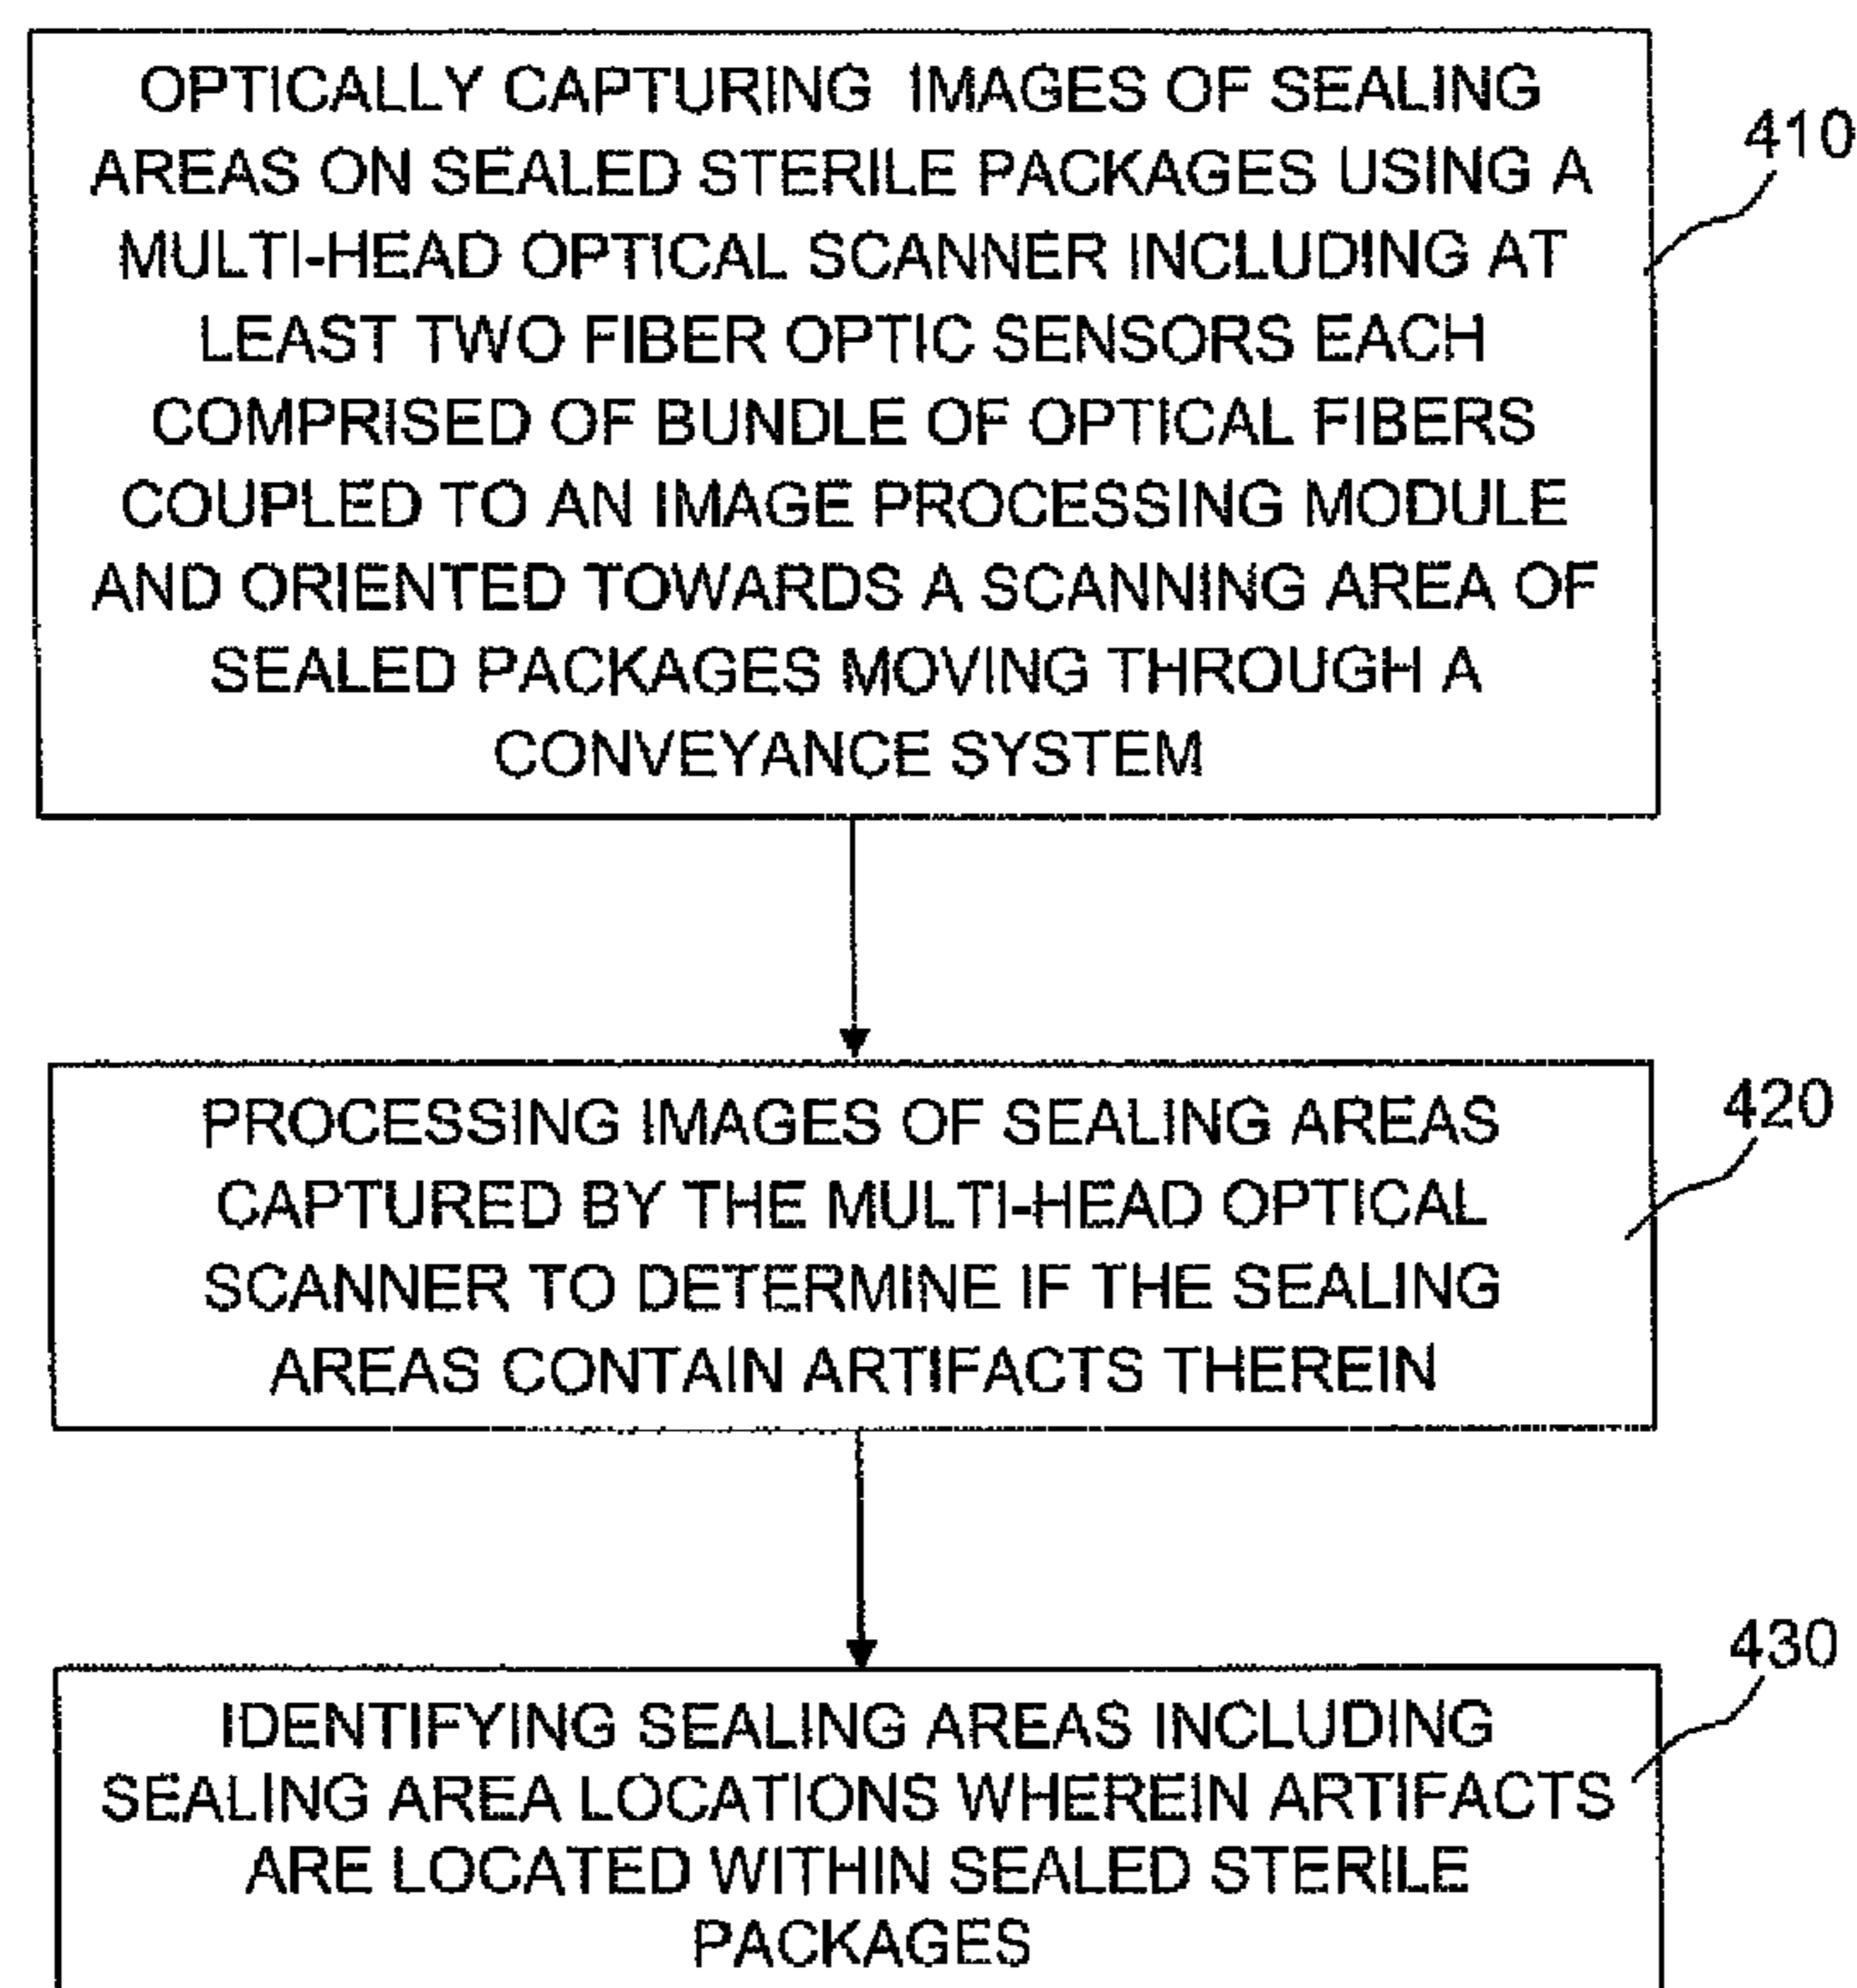 OPTICALLY CAPTURING IMAGES OF SEALING
AREAS ON SEALED STERILE PACKAGES USING A
MULTI-HEAD OPTICAL SCANNER INCLUDING AT
LEAST TWO FIBER OPTIC SENSORS EACH
COMPRISED OF BUNDLE OF OPTICAL FIBERS
COUPLED TO AN IMAGE PROCESSING MODULE
AND ORIENTED TOWARDS A SCANNING AREA OF
SEALED PACKAGES MOVING THROUGH A
CONVEYANCE SYSTEM
410
PROCESSING IMAGES OF SEALING AREAS
CAPTURED BY THE MULTI-HEAD OPTICAL
SCANNER TO DETERMINE IF THE SEALING
AREAS CONTAIN ARTIFACTS THEREIN
420
IDENTIFYING SEALING AREAS INCLUDING
SEALING AREA LOCATIONS WHEREIN ARTIFACTS
ARE LOCATED WITHIN SEALED STERILE
PACKAGES
430